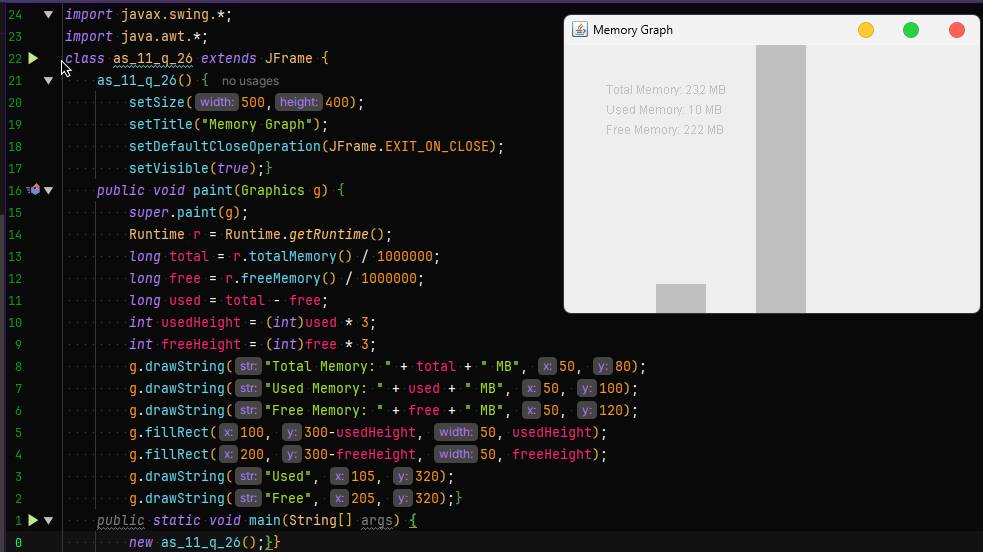 24 import javax.swing.*;
23 import java.awt.*;
22 class as_11_q_26 extends JFrame {
21 as_11_q_26() { no usages
20 setSize( width: 500, height: 400);
19 setTitle("Memory Graph");
18 setDefaultCloseOperation(JFrame.EXIT_ON_CLOSE);
17 setVisible(true);}
16 public void paint(Graphics g) {
15 super.paint(g);
14 Runtime r = Runtime.getRuntime();
13 long total = r.totalMemory() / 1000000;
12 long free = r.freeMemory() / 1000000;
11 long used = total - free;
10 int usedHeight = (int)used * 3;
9 int freeHeight = (int)free * 3;
8 g.drawString( str: "Total Memory: " + total + " MB", x: 50, y: 80);
7 g.drawString( str: "Used Memory: " + used + " MB", x: 50, y: 100);
6 g.drawString( str: "Free Memory: " + free + " MB", x: 50, y: 120);
5 g.fillRect( x: 100, y: 300-usedHeight, width: 50, usedHeight);
4 g.fillRect( x: 200, y: 300-freeHeight, width: 50, freeHeight);
3 g.drawString( str: "Used", x: 105, y: 320);
2 g.drawString( str: "Free", x: 205, y: 320);}
1 public static void main(String[] args) {
0 new as_11_q_26();}}
Memory Graph
Total Memory: 232 MB
Used Memory: 10 MB
Free Memory: 222 MB